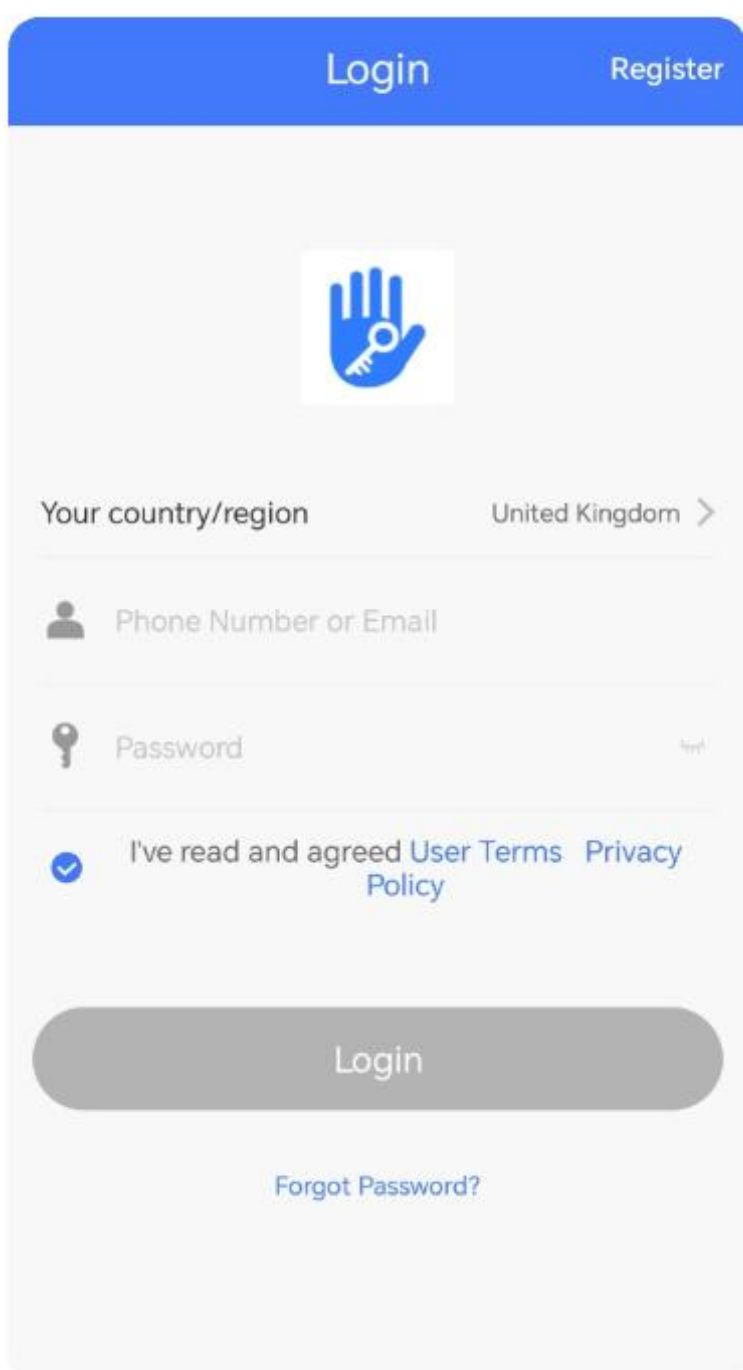 Login
Register
Your country/region
United Kingdom
Phone Number or Email
Password
I've read and agreed User Terms Privacy
Policy
Login
Forgot Password?